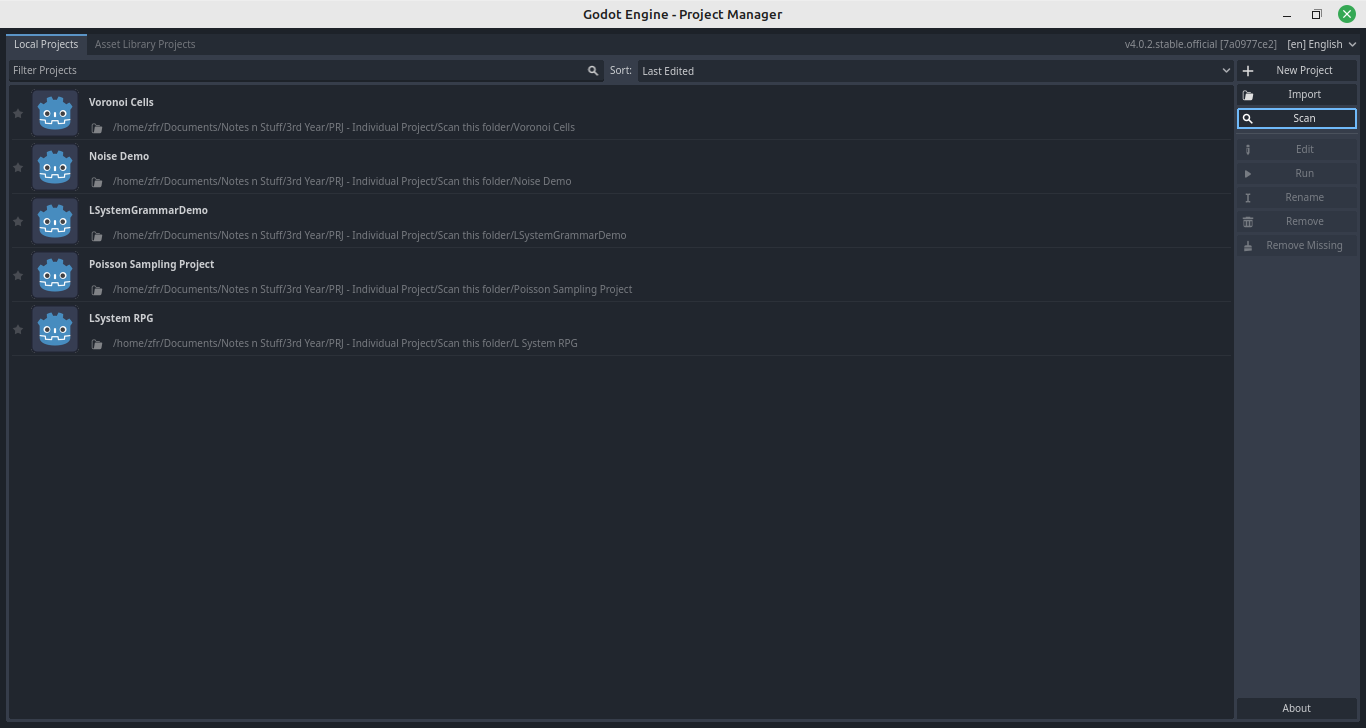 Godot Engine - Project Manager
Local Projects Asset Library Projects v4.0.2.stable.official [7a0977ce2] [en] English
Filter Projects Sort: Last Edited
New Project
Import
Scan
Edit
Run
Rename
Remove
Remove Missing
Voronoi Cells
/home/zfr/Documents/Notes n Stuff/3rd Year/PRJ - Individual Project/Scan this folder/Voronoi Cells
Noise Demo
/home/zfr/Documents/Notes n Stuff/3rd Year/PRJ - Individual Project/Scan this folder/Noise Demo
LSystemGrammarDemo
/home/zfr/Documents/Notes n Stuff/3rd Year/PRJ - Individual Project/Scan this folder/LSystemGrammarDemo
Poisson Sampling Project
/home/zfr/Documents/Notes n Stuff/3rd Year/PRJ - Individual Project/Scan this folder/Poisson Sampling Project
LSystem RPG
/home/zfr/Documents/Notes n Stuff/3rd Year/PRJ - Individual Project/Scan this folder/L System RPG
About